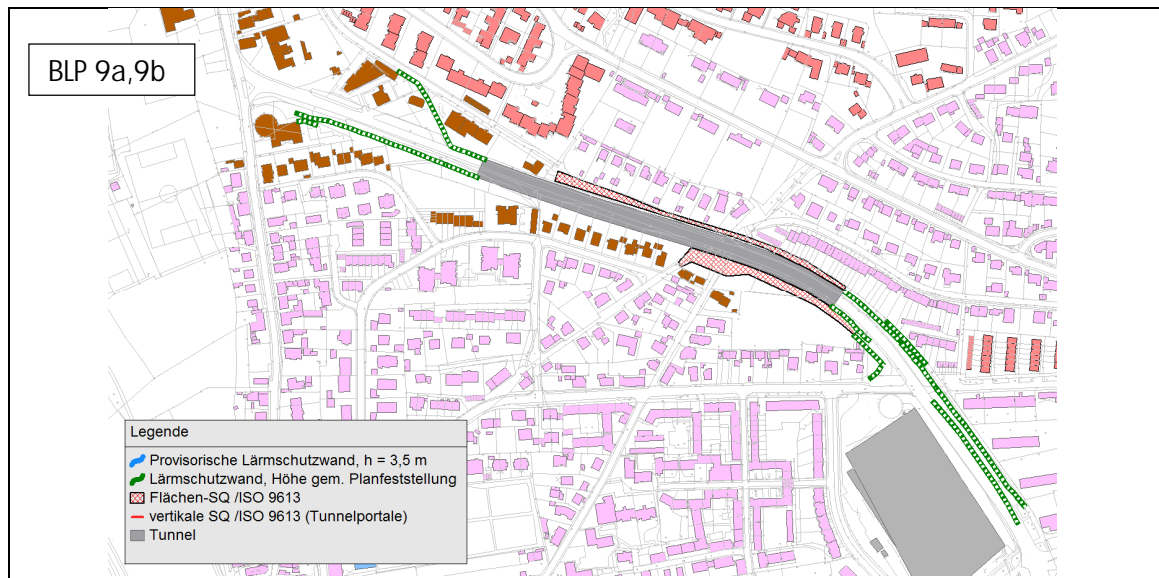 BLP 9a,9b
Legende
Provisorische Lärmschutzwand, h = 3,5 m
Lärmschutzwand, Höhe gem. Planfeststellung
Flächen-SQ /ISO 9613
vertikale SQ /ISO 9613 (Tunnelportale)
Tunnel